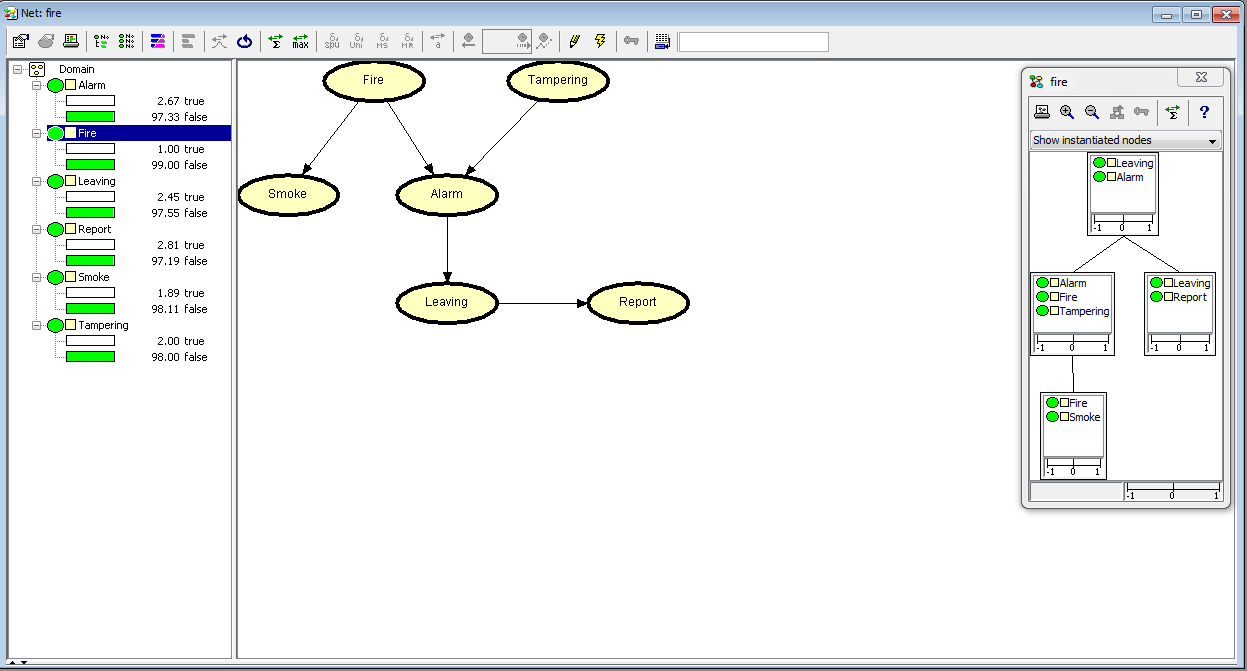 Net: fire
max
δu spu
δu Uni
δu MS
δu MR
a
Domain
Alarm
2.67 true
97.33 false
Fire
1.00 true
99.00 false
Leaving
2.45 true
97.55 false
Report
2.81 true
97.19 false
Smoke
1.89 true
98.11 false
Tampering
2.00 true
98.00 false
Fire
Tampering
Smoke
Alarm
Leaving
Report
fire
?
Show instantiated nodes
Leaving
Alarm
-1 0 1
Alarm
Fire
Tampering
-1 0 1
Leaving
Report
-1 0 1
Fire
Smoke
-1 0 1
-1 0 1